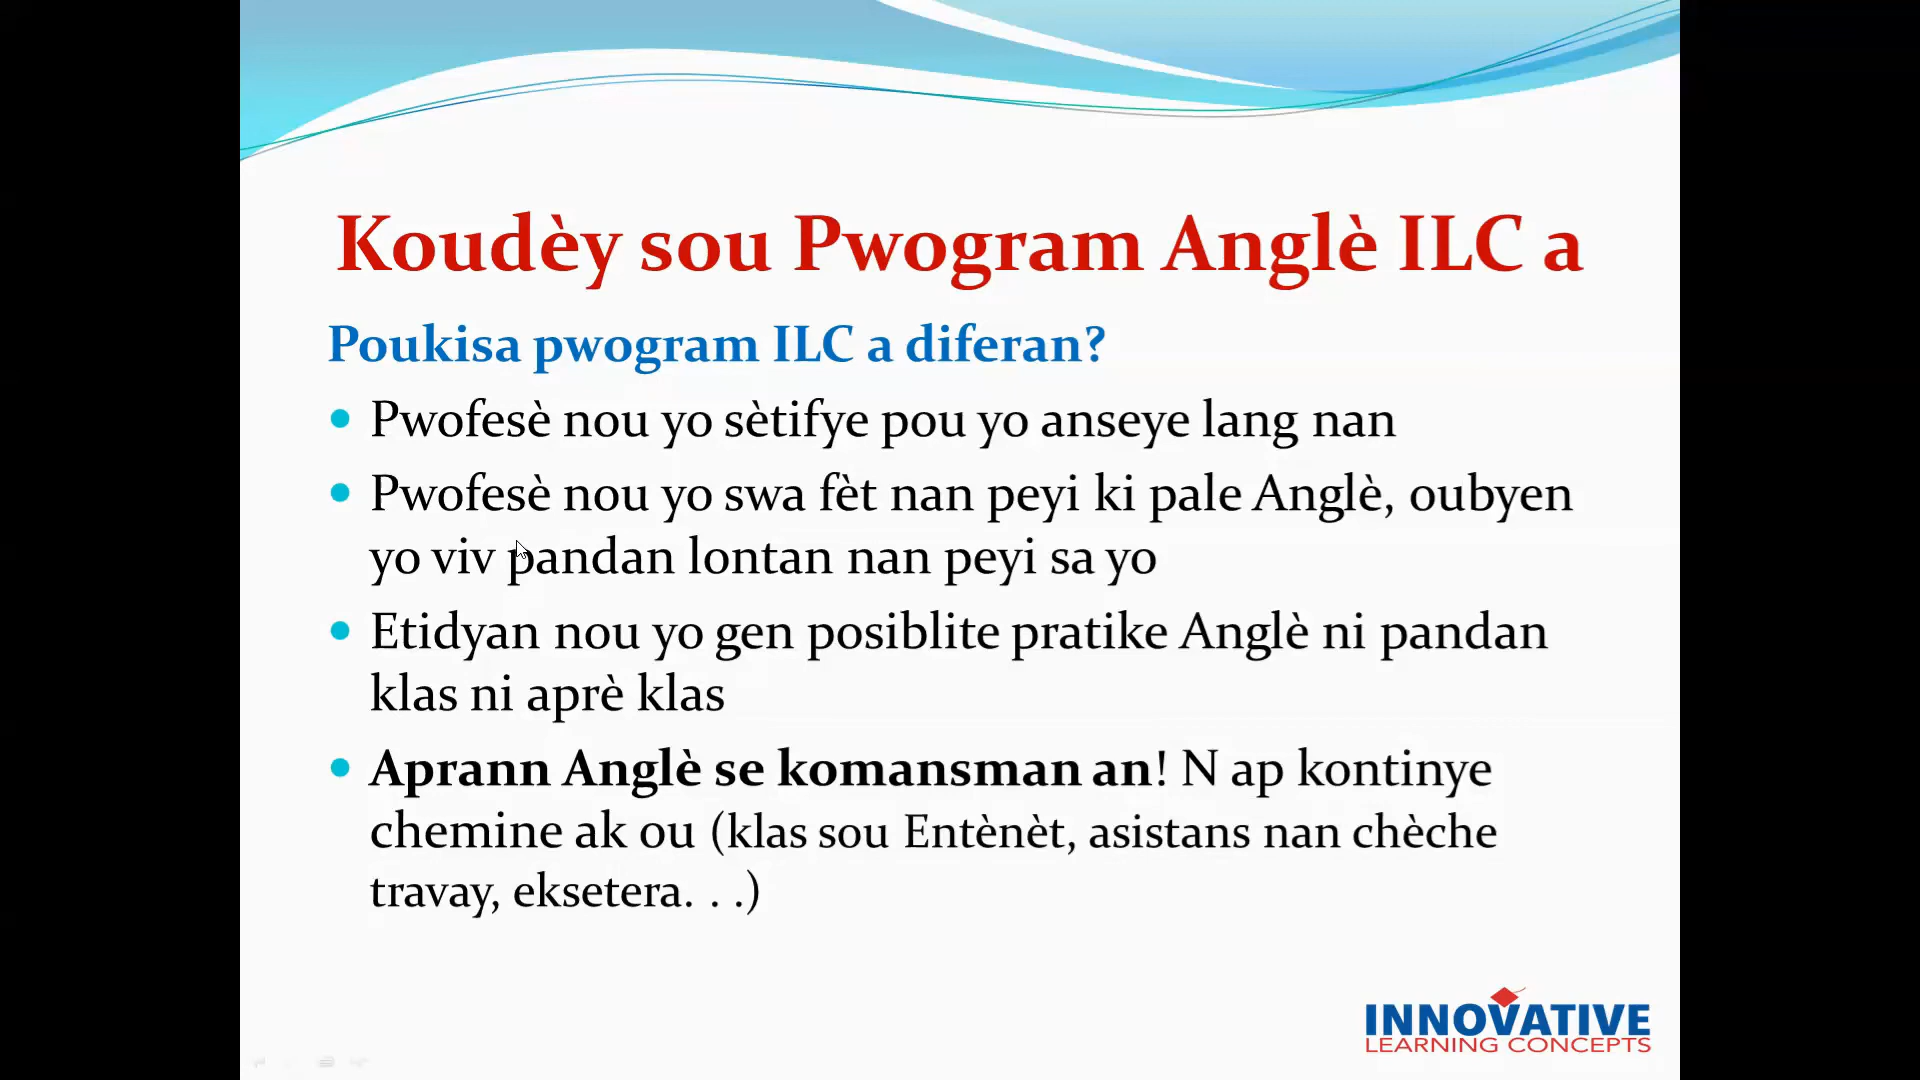 Koudèy sou Pwogram Anglè ILC a
Poukisa pwogram ILC a diferan?
• Pwofesè nou yo sètifye pou yo anseye lang nan
• Pwofesè nou yo swa fèt nan peyi ki pale Anglè, oubyen
yo viv pandan lontan nan peyi sa yo
• Etidyan nou yo gen posiblite pratike Anglè ni pandan
klas ni aprè klas
• Aprann Anglè se komansman an! N ap kontinye
chemine ak ou (klas sou Entènèt, asistans nan chèche
travay, eksetera. . .)
INNOVATIVE
LEARNING CONCEPTS